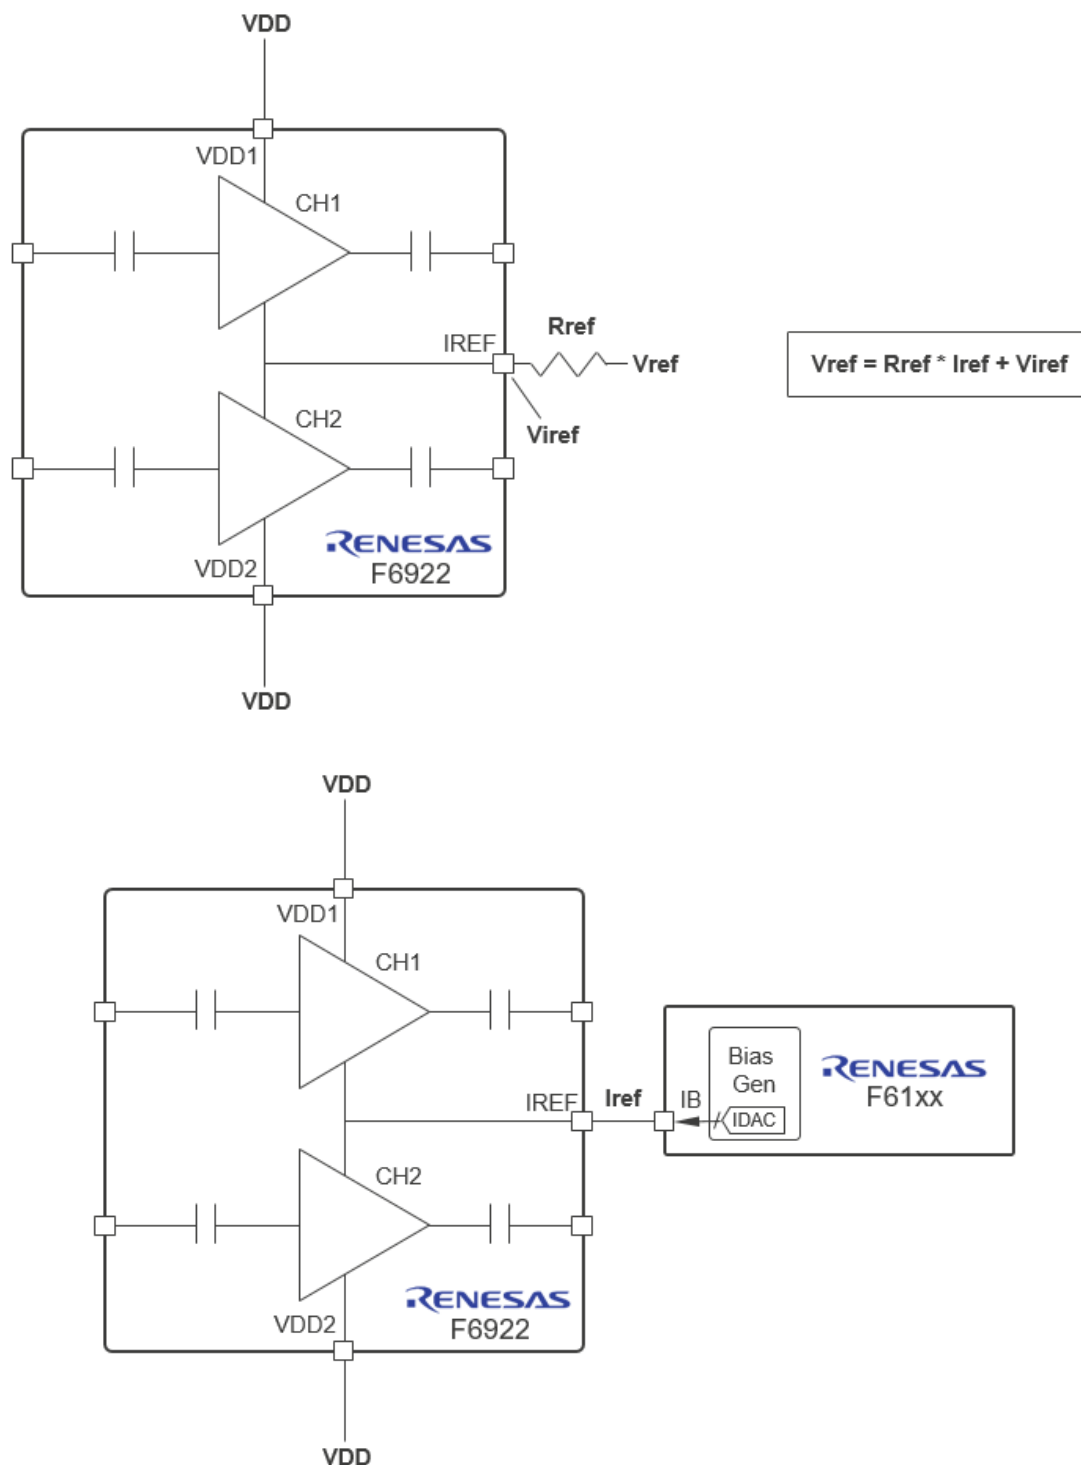 VDD
VDD1
CH1
IREF
Rref
Vref
Viref
Vref = Rref * Iref + Viref
CH2
RENESAS
F6922
VDD2
VDD
VDD
VDD1
CH1
IREF
Iref
IB
Bias
Gen
IDAC
RENESAS
F61xx
CH2
RENESAS
F6922
VDD2
VDD